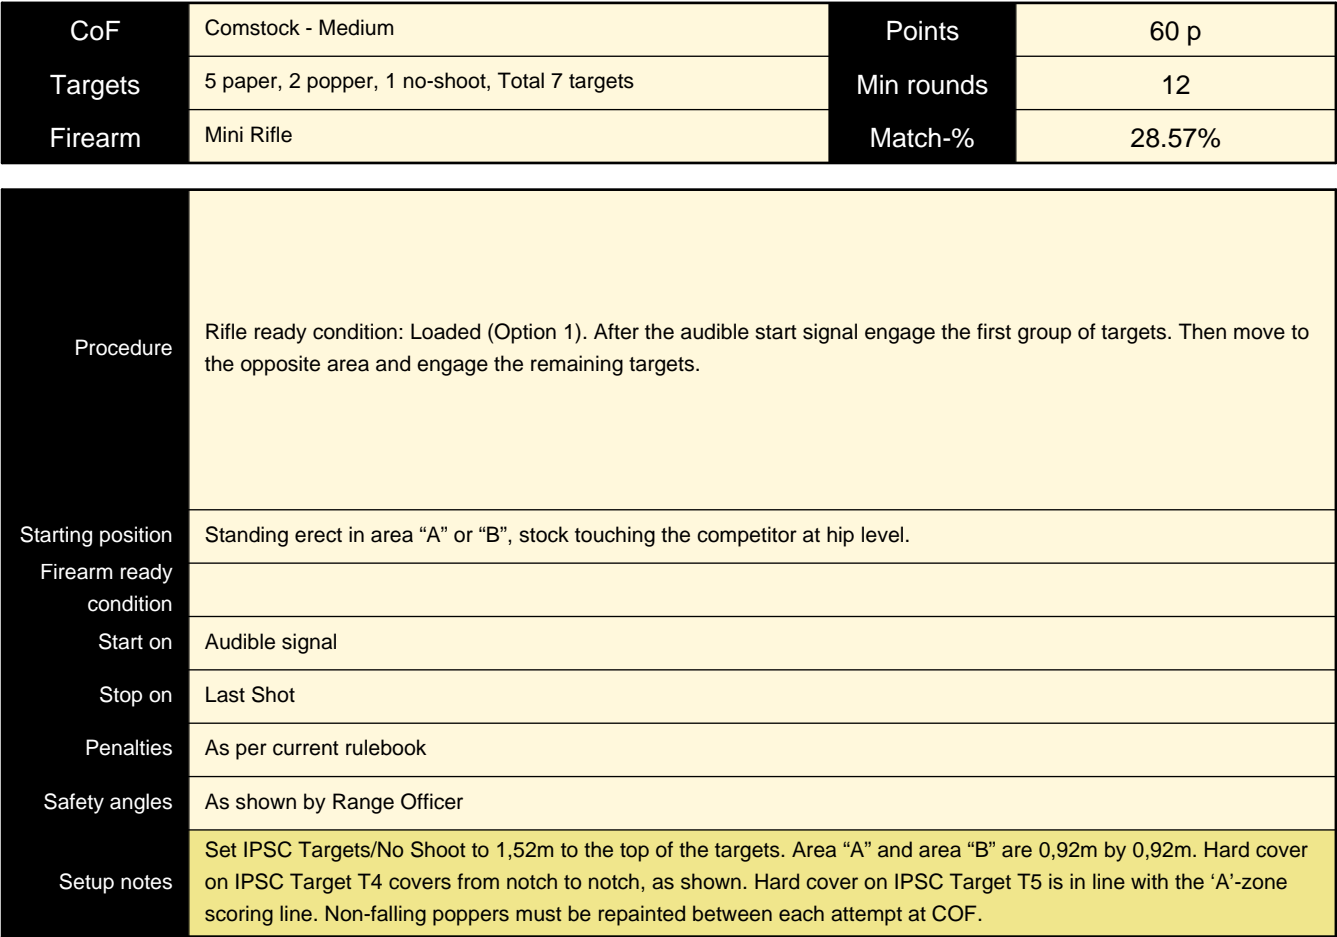 CoF Comstock - Medium Points 60 p
Targets 5 paper, 2 popper, 1 no-shoot, Total 7 targets Min rounds 12
Firearm Mini Rifle Match-% 28.57%
Procedure
Rifle ready condition: Loaded (Option 1). After the audible start signal engage the first group of targets. Then move to
the opposite area and engage the remaining targets.
Starting position Standing erect in area “A” or “B”, stock touching the competitor at hip level.
Firearm ready
condition
Start on Audible signal
Stop on Last Shot
Penalties As per current rulebook
Safety angles As shown by Range Officer
Setup notes
Set IPSC Targets/No Shoot to 1,52m to the top of the targets. Area “A” and area “B” are 0,92m by 0,92m. Hard cover
on IPSC Target T4 covers from notch to notch, as shown. Hard cover on IPSC Target T5 is in line with the ‘A’-zone
scoring line. Non-falling poppers must be repainted between each attempt at COF.